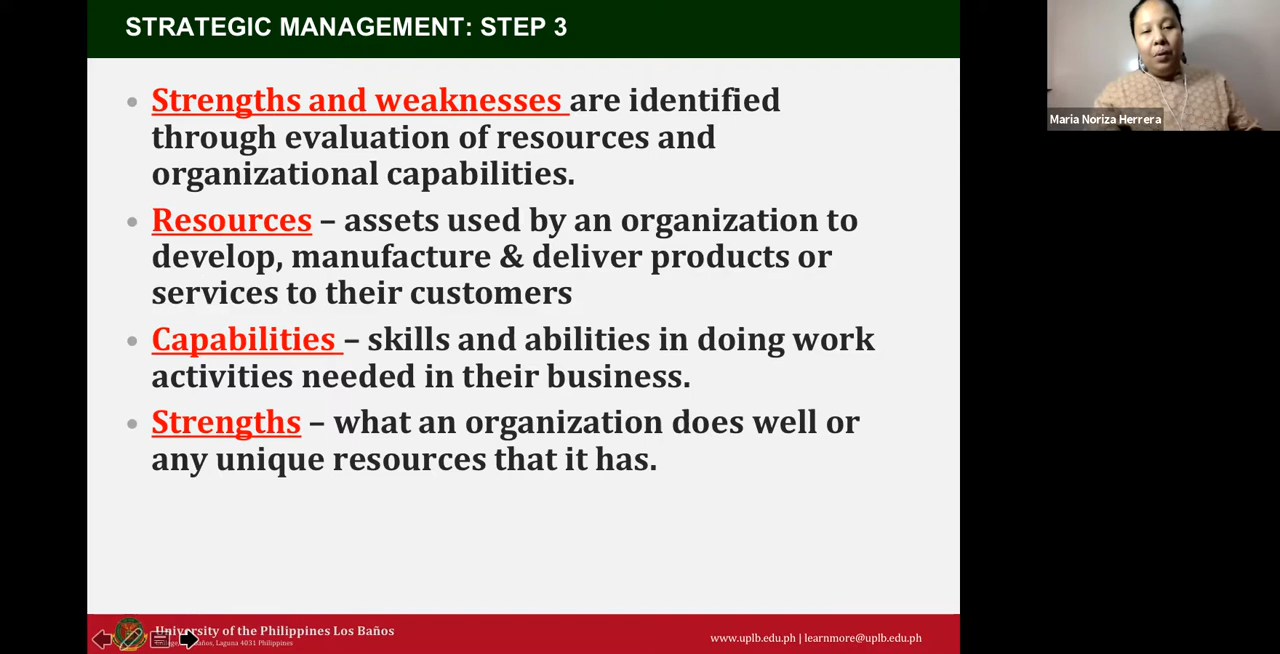 STRATEGIC MANAGEMENT: STEP 3
Strengths and weaknesses are identified
through evaluation of resources and
organizational capabilities.
Resources – assets used by an organization to
develop, manufacture & deliver products or
services to their customers
Capabilities – skills and abilities in doing work
activities needed in their business.
Strengths – what an organization does well or
any unique resources that it has.
Maria Noriza Herrera
University of the Philippines Los Baños
Laguna 4031 Philippines
www.uplb.edu.ph | learnmore@uplb.edu.ph